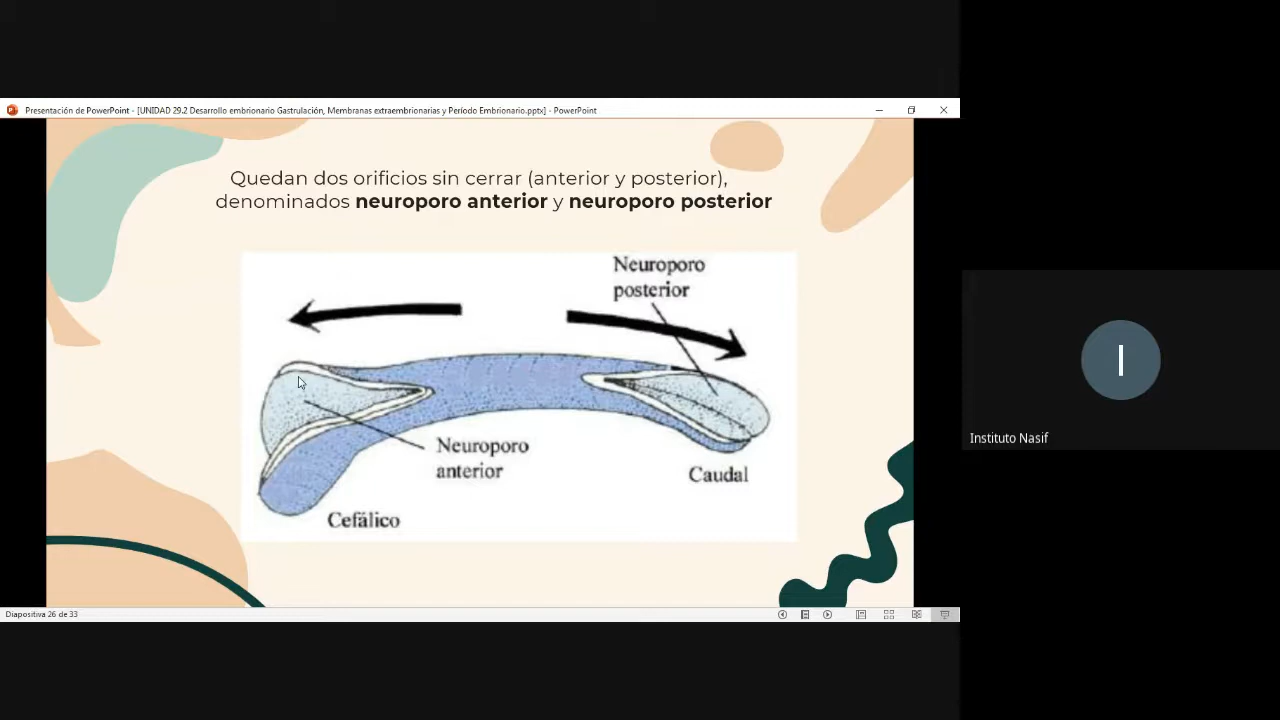 Presentación de PowerPoint - [UNIDAD 29.2 Desarrollo embrionario Gastrulación, Membranas extraembrionarias y Período Embrionario.pptx] - PowerPoint
Quedan dos orificios sin cerrar (anterior y posterior),
denominados neuroporo anterior y neuroporo posterior
Neuroporo
posterior
Neuroporo
anterior
Caudal
Cefálico
I
Instituto Nasif
Diapositiva 26 de 33